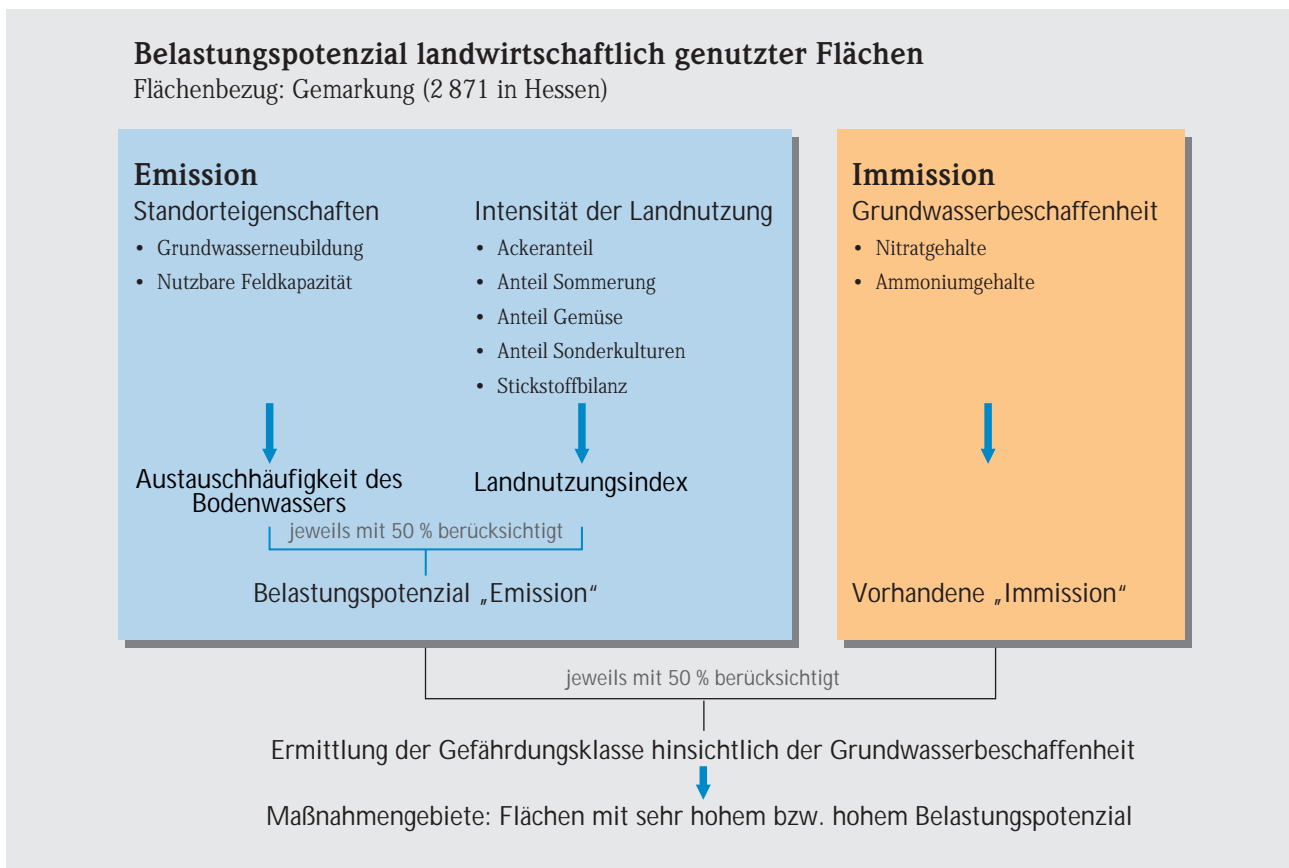 Belastungspotenzial landwirtschaftlich genutzter Flächen
Flächenbezug: Gemarkung (2 871 in Hessen)
Emission
Standorteigenschaften
• Grundwasserneubildung
• Nutzbare Feldkapazität
Intensität der Landnutzung
• Ackeranteil
• Anteil Sommerung
• Anteil Gemüse
• Anteil Sonderkulturen
• Stickstoffbilanz
Austauschhäufigkeit des
Bodenwassers
Landnutzungsindex
jeweils mit 50 % berücksichtigt
Belastungspotenzial „Emission“
Immission
Grundwasserbeschaffenheit
• Nitratgehalte
• Ammoniumgehalte
Vorhandene „Immission“
jeweils mit 50 % berücksichtigt
Ermittlung der Gefährdungsklasse hinsichtlich der Grundwasserbeschaffenheit
Maßnahmengebiete: Flächen mit sehr hohem bzw. hohem Belastungspotenzial